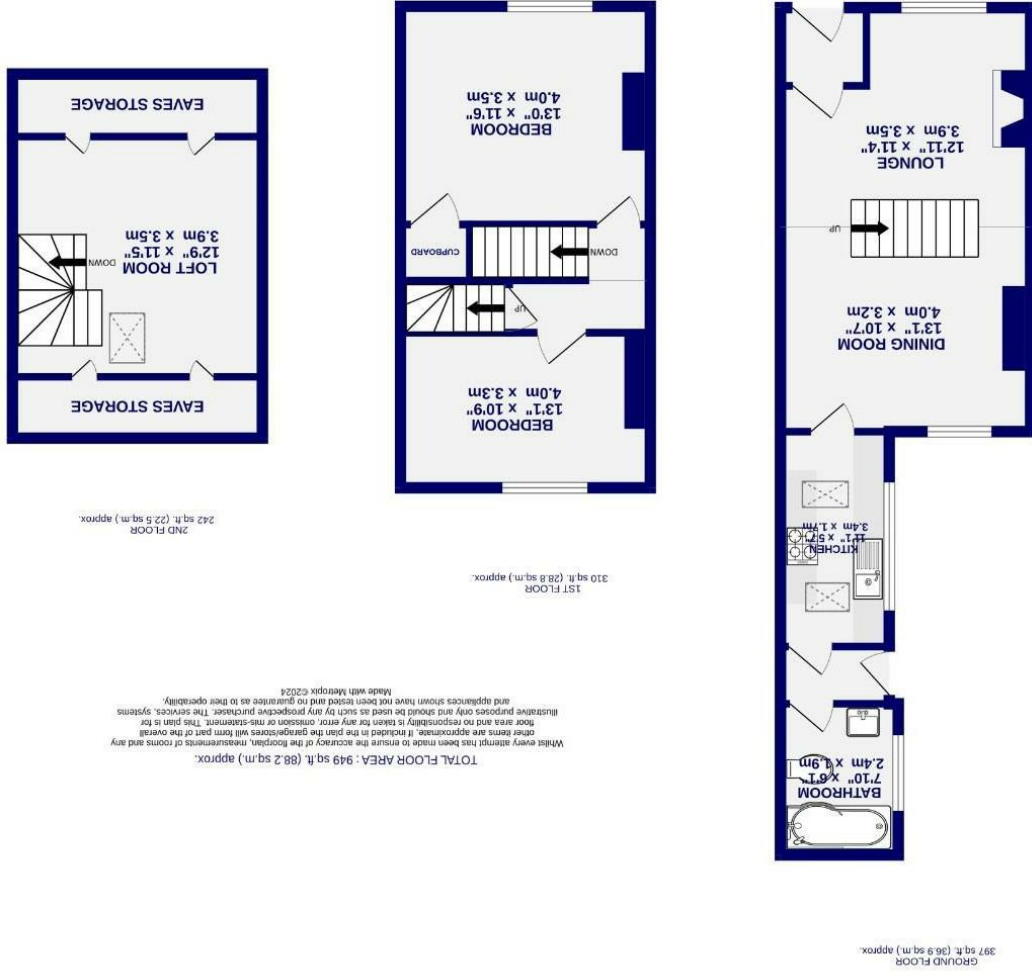 GROUND FLOOR
397 sq.ft. (36.9 sq.m.) approx.
BATHROOM
7'10" x 6'1"
2.4m x 1.9m
KITCHEN
11'1" x 5'7"
3.4m x 1.7m
DINING ROOM
13'1" x 10'7"
4.0m x 3.2m
UP
LOUNGE
12'11" x 11'4"
3.9m x 3.5m
1ST FLOOR
310 sq.ft. (28.8 sq.m.) approx.
BEDROOM
13'1" x 10'9"
4.0m x 3.3m
UP
DOWN
CUPBOARD
BEDROOM
13'0" x 11'6"
4.0m x 3.5m
2ND FLOOR
242 sq.ft. (22.5 sq.m.) approx.
EAVES STORAGE
DOWN
LOFT ROOM
12'9" x 11'5"
3.9m x 3.5m
EAVES STORAGE
TOTAL FLOOR AREA : 949 sq.ft. (88.2 sq.m.) approx.
Whilst every attempt has been made to ensure the accuracy of the floorplan, measurements of rooms and any
other items are approximate. If included in the plan the garage/stores will form part of the overall
floor area and no responsibility is taken for any error, omission or mis-statement. This plan is for
illustrative purposes only and should be used as such by any prospective purchaser. The services, systems
and appliances shown have not been tested and no guarantee as to their operability.
Made with Metropix ©2024